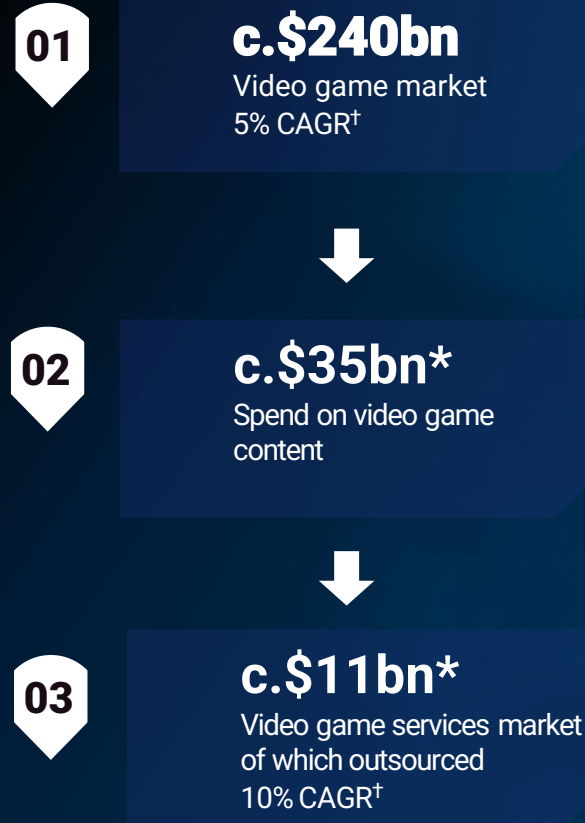 01
c.$240bn
Video game market
5% CAGR†
02
c.$35bn*
Spend on video game
content
03
c.$11bn*
Video game services market
of which outsourced
10% CAGR†